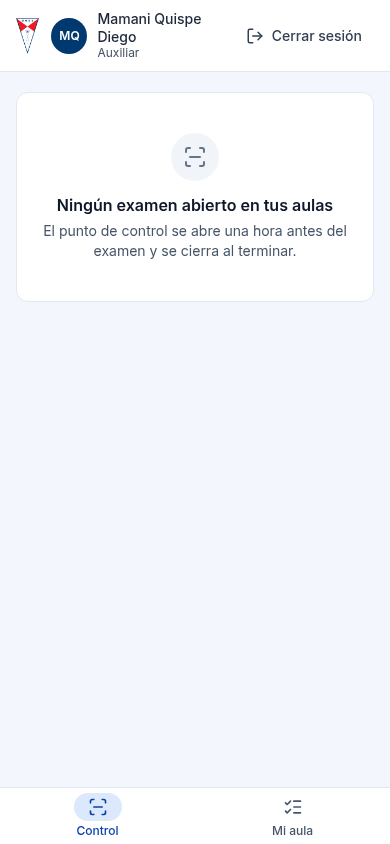 MQ
Mamani Quispe
Diego
Auxiliar
Cerrar sesión
Ningún examen abierto en tus aulas
El punto de control se abre una hora antes del
examen y se cierra al terminar.
Control
Mi aula